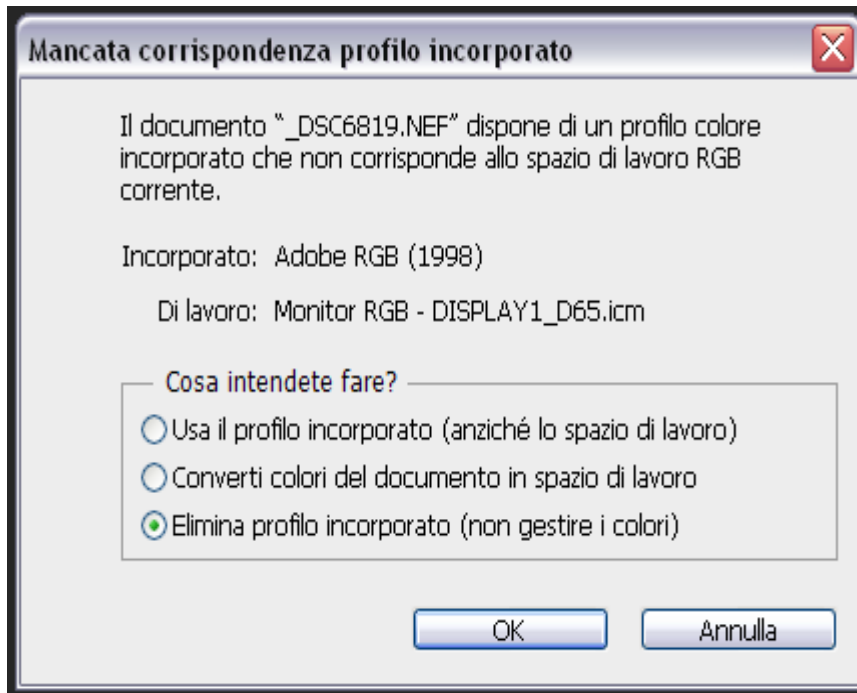 Mancata corrispondenza profilo incorporato
Il documento “_DSC6819.NEF” dispone di un profilo colore
incorporato che non corrisponde allo spazio di lavoro RGB
corrente.
Incorporato: Adobe RGB (1998)
Di lavoro: Monitor RGB - DISPLAY1_D65.icm
Cosa intendete fare?
Usa il profilo incorporato (anziché lo spazio di lavoro)
Converti colori del documento in spazio di lavoro
Elimina profilo incorporato (non gestire i colori)
OK Annulla